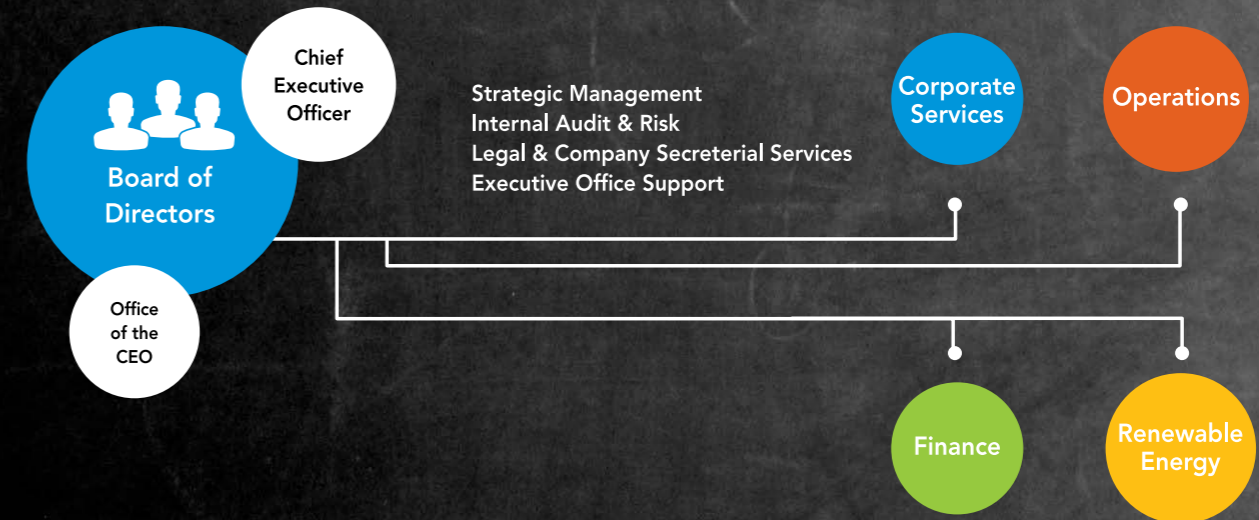 Chief
Executive
Officer
Board of
Directors
Office
of the
CEO
Strategic Management
Internal Audit & Risk
Legal & Company Secreterial Services
Executive Office Support
Corporate
Services
Operations
Finance
Renewable
Energy